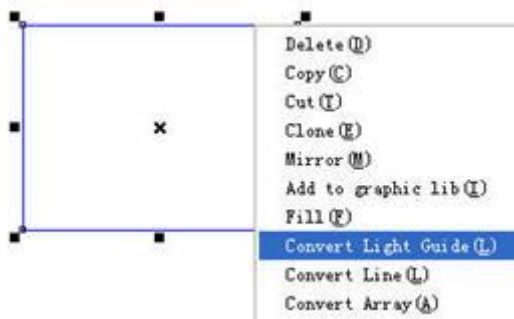 Delete(D)
Copy(C)
Cut(T)
Clone(E)
Mirror(M)
Add to graphic lib(I)
Fill(F)
Convert Light Guide(L)
Convert Line(L)
Convert Array(A)